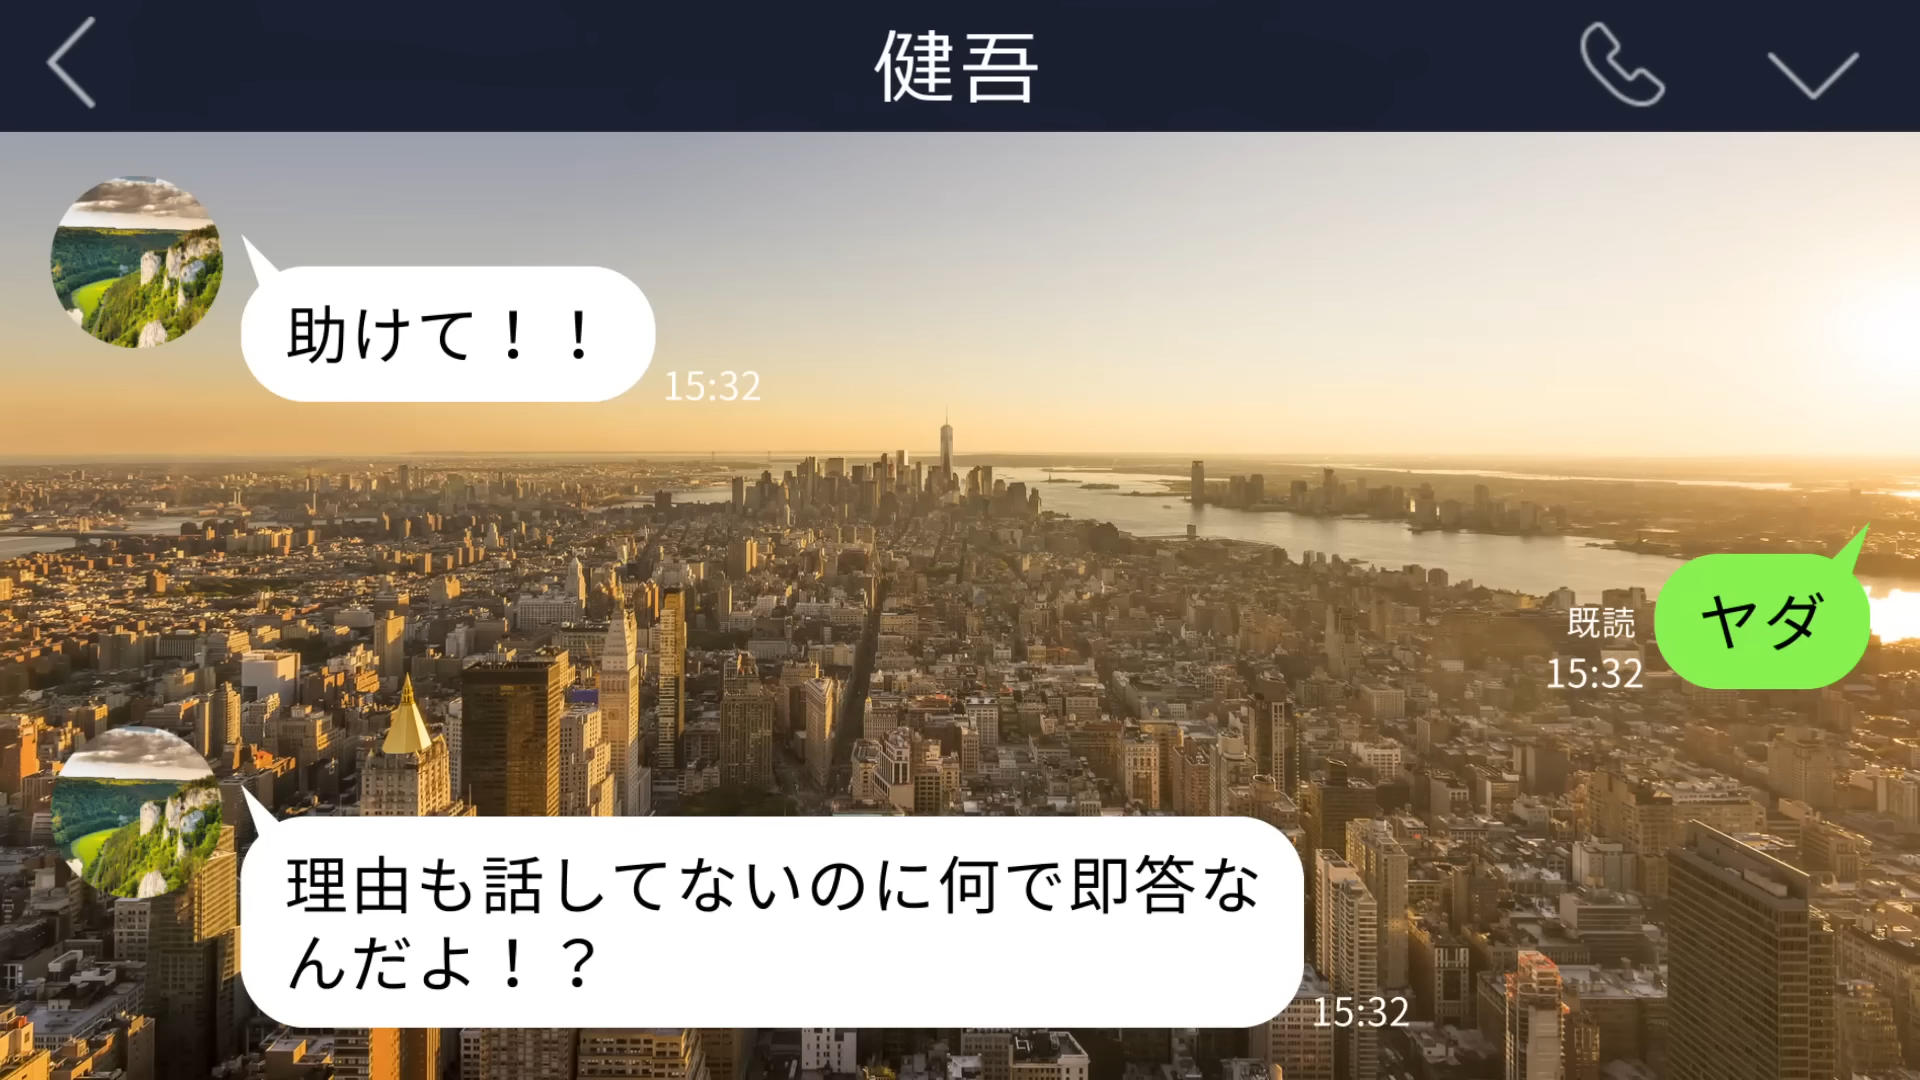 健吾
助けて！！
15:32
ヤダ
既読
15:32
理由も話してないのに何で即答な
んだよ！？
15:32